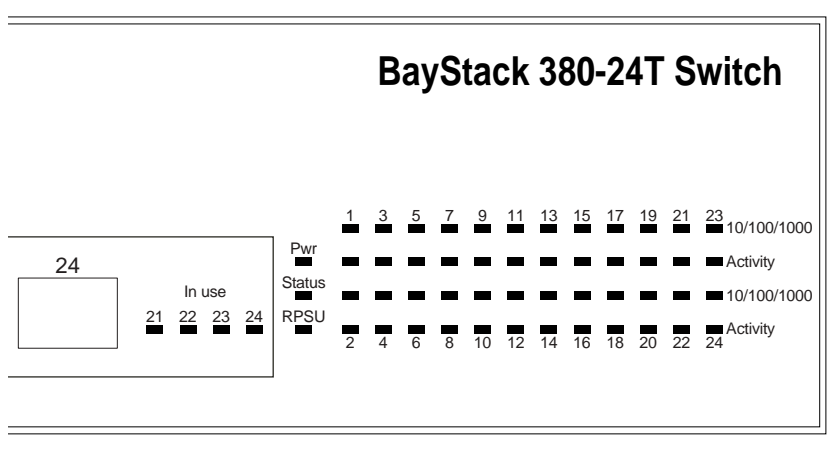 BayStack 380-24T Switch
1 3 5 7 9 11 13 15 17 19 21 23
10/100/1000
Pwr
Activity
24
Status
In use
10/100/1000
21 22 23 24
RPSU
Activity
2 4 6 8 10 12 14 16 18 20 22 24